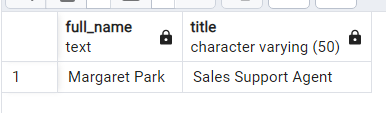 full_name title
text character varying (50)
1 Margaret Park Sales Support Agent